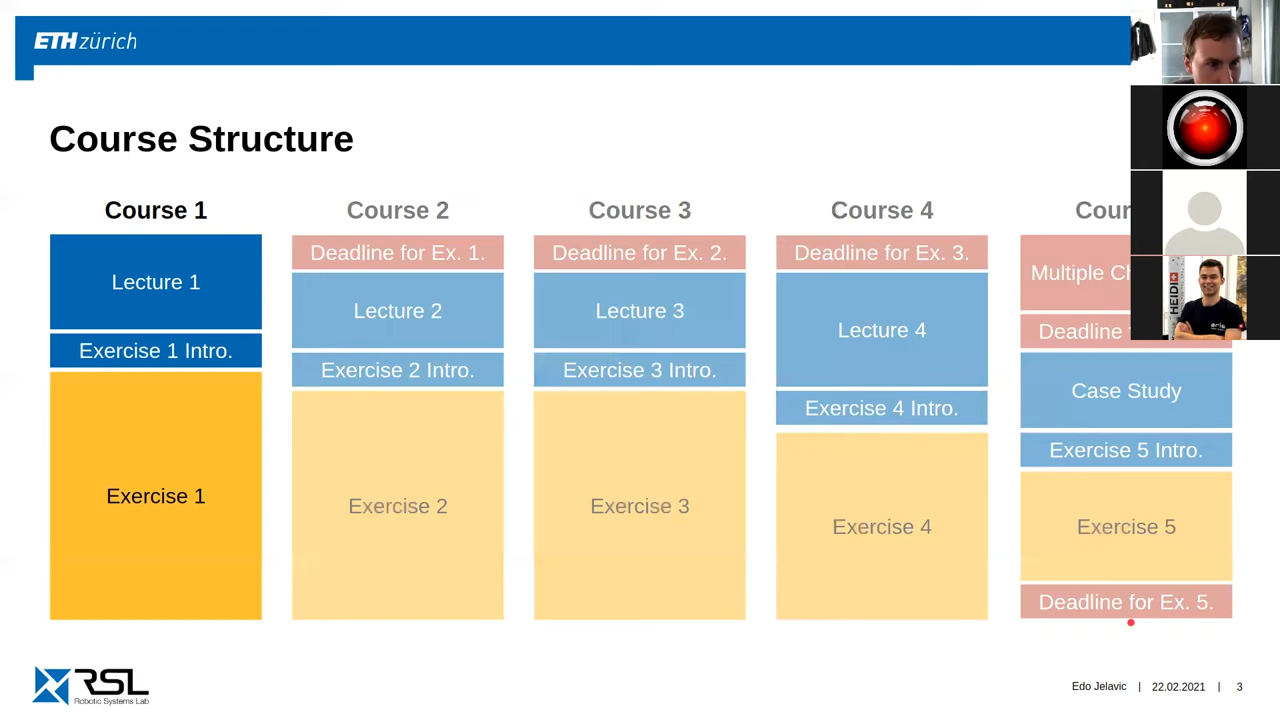 ETH zürich
Course Structure
Course 1
Lecture 1
Exercise 1 Intro.
Exercise 1
Course 2
Deadline for Ex. 1.
Lecture 2
Exercise 2 Intro.
Exercise 2
Course 3
Deadline for Ex. 2.
Lecture 3
Exercise 3 Intro.
Exercise 3
Course 4
Deadline for Ex. 3.
Lecture 4
Exercise 4 Intro.
Exercise 4
Multiple
Deadline
Case Study
Exercise 5 Intro.
Exercise 5
Deadline for Ex. 5.
HEIDI
RSL
Robotic Systems Lab
Edo Jelavic | 22.02.2021 | 3